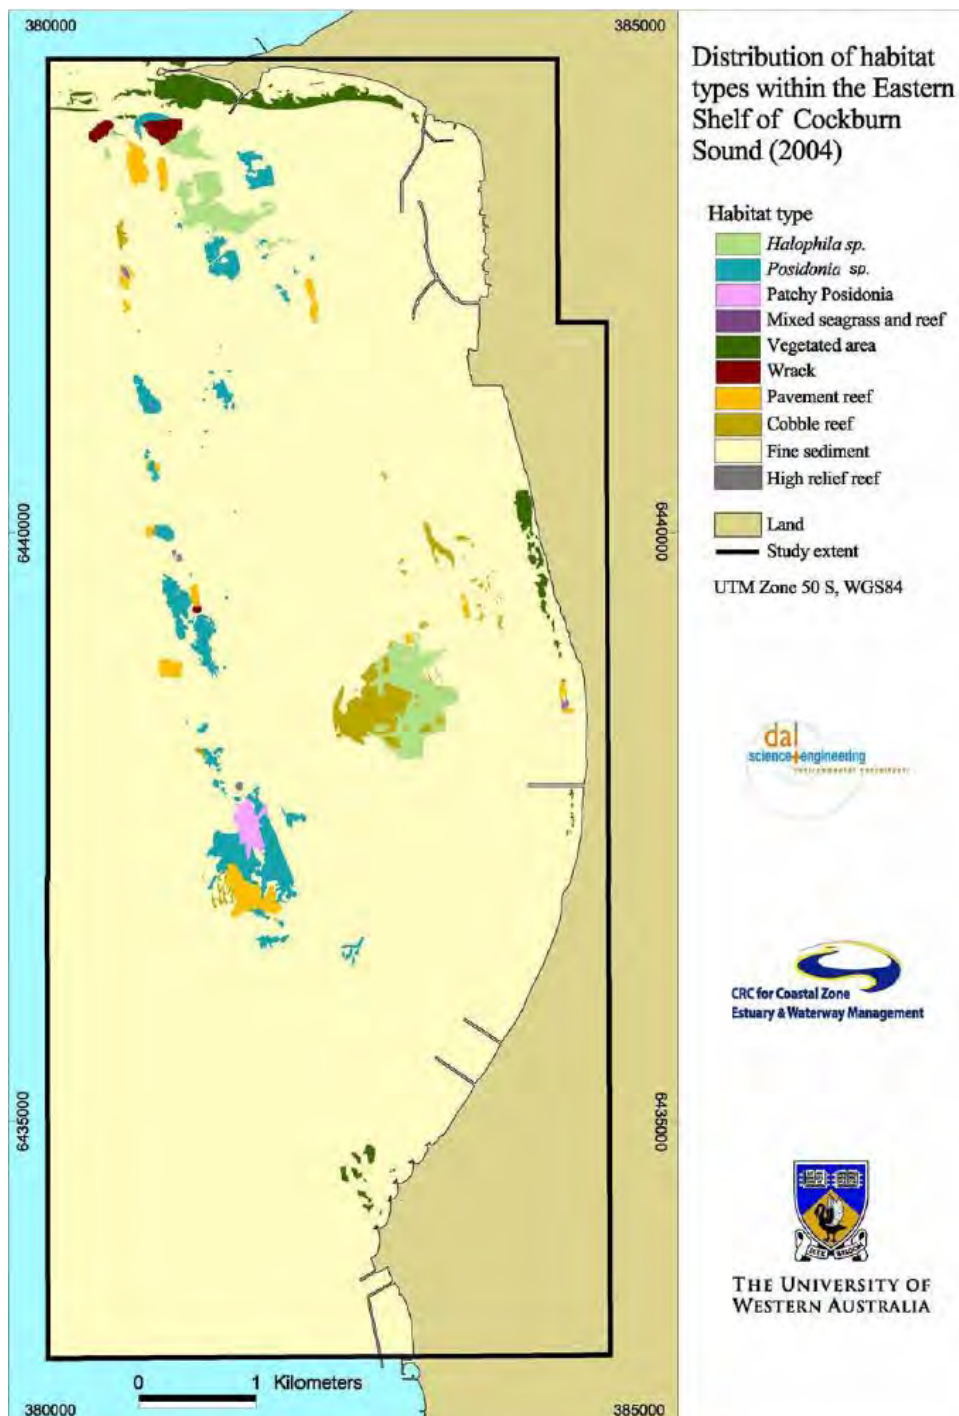 380000
385000
Distribution of habitat
types within the Eastern
Shelf of Cockburn
Sound (2004)
Habitat type
Halophila sp.
Posidonia sp.
Patchy Posidonia
Mixed seagrass and reef
Vegetated area
Wrack
Pavement reef
Cobble reef
Fine sediment
High relief reef
Land
Study extent
UTM Zone 50 S, WGS84
6440000
6440000
dal
science+engineering
environmental consultants
CRC for Coastal Zone
Estuary & Waterway Management
6435000
6435000
THE UNIVERSITY OF
WESTERN AUSTRALIA
0 1 Kilometers
380000
385000